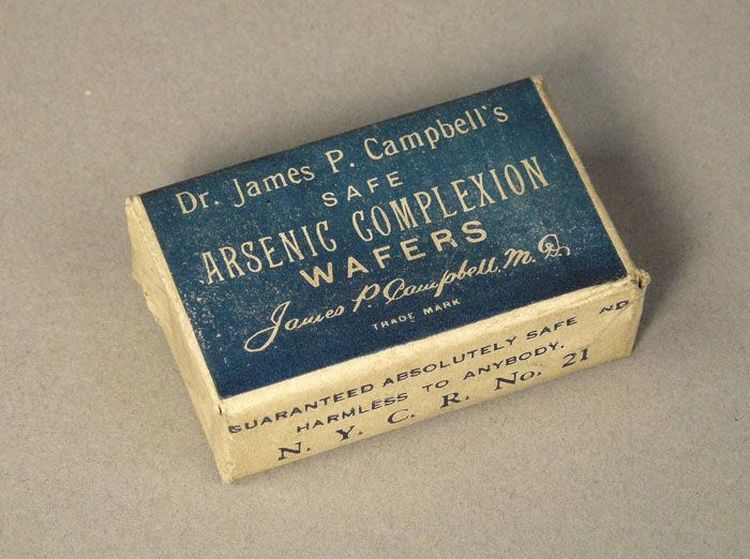 Dr. James P. Campbell's
SAFE
ARSENIC COMPLEXION
WAFERS
James P. Campbell, M.D.
TRADE MARK
GUARANTEED ABSOLUTELY SAFE ND
HARMLESS TO ANYBODY.
N. Y. C. R. No. 21